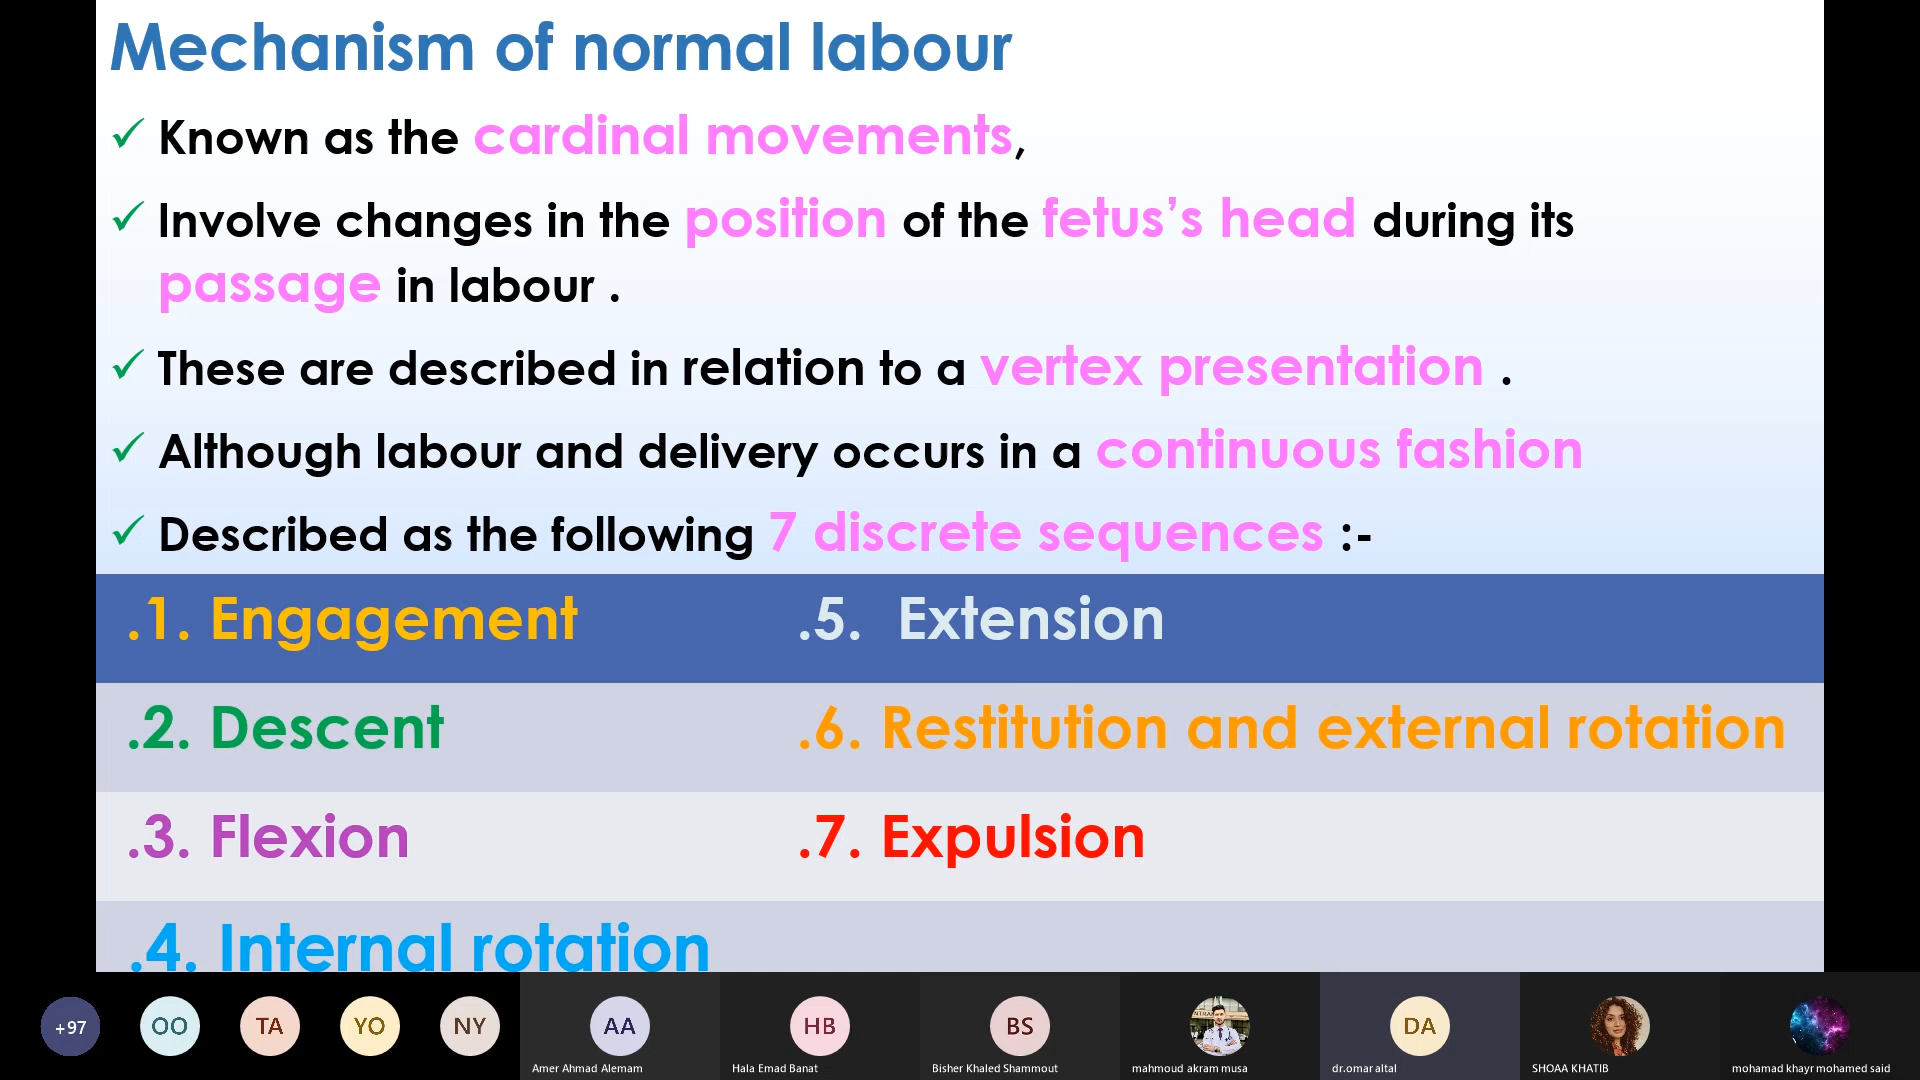 Mechanism of normal labour
✓ Known as the cardinal movements,
✓ Involve changes in the position of the fetus’s head during its
passage in labour .
✓ These are described in relation to a vertex presentation .
✓ Although labour and delivery occurs in a continuous fashion
✓ Described as the following 7 discrete sequences :-
.1. Engagement .5. Extension
.2. Descent .6. Restitution and external rotation
.3. Flexion .7. Expulsion
.4. Internal rotation
+97 OO TA YO NY AA HB BS DA
Amer Ahmad Alemam Hala Emad Banat Bisher Khaled Shammout mahmoud akram musa dr.omar altal SHOAA KHATIB mohamad khayr mohamed said